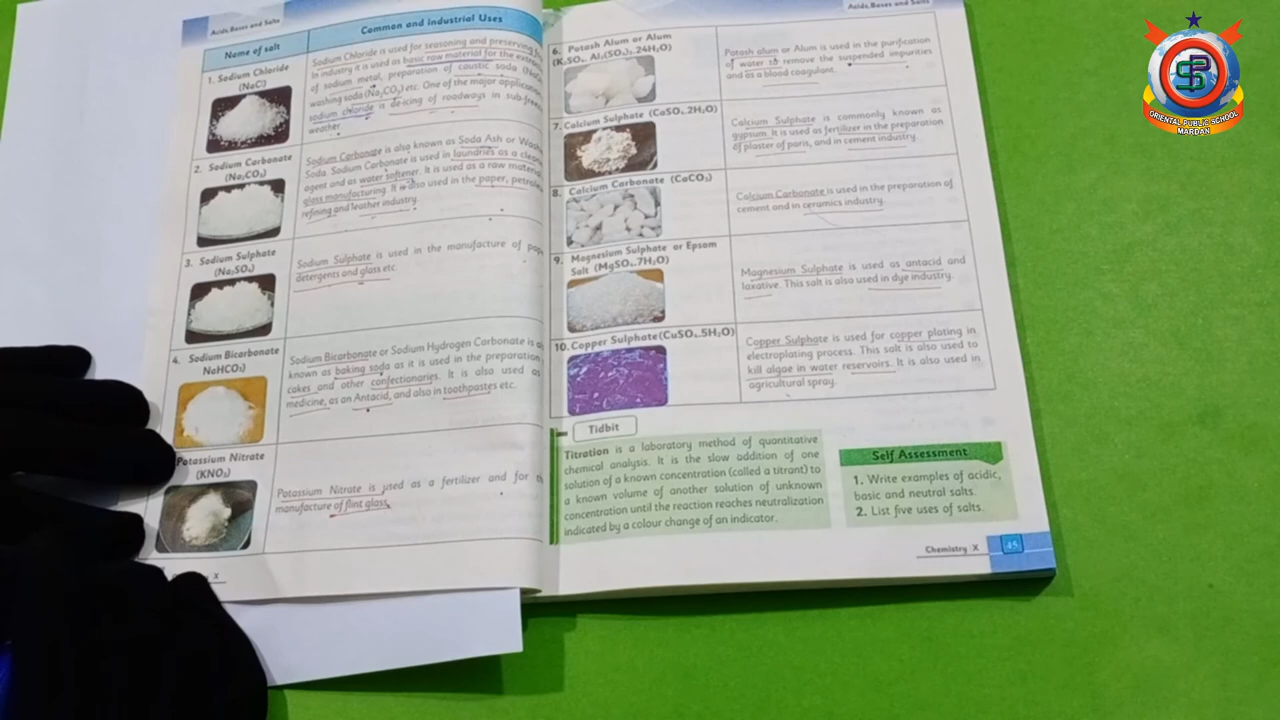 Acids, Bases and Salts
Name of salt
Common and Industrial Uses
1. Sodium Chloride
(NaCl)
Sodium Chloride is used for seasoning and preserving
In industry it is used as basic raw material for the
of sodium metal, preparation of caustic soda
washing soda (Na₂CO₃) etc. One of the major
sodium chloride is de-icing of roadways in
weather.
2. Sodium Carbonate
(Na₂CO₃)
Sodium Carbonate is also known as Soda Ash or
Soda. Sodium Carbonate is used in laundries as a
agent and as water softener. It is used as a raw
glass manufacturing. It is also used in the paper,
refining and leather industry.
3. Sodium Sulphate
(Na₂SO₄)
Sodium Sulphate is used in the manufacture of
detergents and glass etc.
4. Sodium Bicarbonate
NaHCO₃)
Sodium Bicarbonate or Sodium Hydrogen Carbonate is
known as baking soda as it is used in the preparation
cakes and other confectionaries. It is also used as
medicine, as an Antacid, and also in toothpastes etc.
Potassium Nitrate
(KNO₃)
Potassium Nitrate is used as a fertilizer and for
manufacture of flint glass.
X
Acids, Bases and Salts
6. Potash Alum or Alum
(K₂SO₄. Al₂(SO₄)₃.24H₂O)
Potash alum or Alum is used in the purification
of water to remove the suspended impurities
and as a blood coagulant.
7. Calcium Sulphate (CaSO₄.2H₂O)
Calcium Sulphate is commonly known as
gypsum. It is used as fertilizer in the preparation
of plaster of paris, and in cement industry.
8. Calcium Carbonate (CaCO₃)
Calcium Carbonate is used in the preparation of
cement and in ceramics industry.
9. Magnesium Sulphate or Epsom
Salt (MgSO₄.7H₂O)
Magnesium Sulphate is used as antacid and
laxative. This salt is also used in dye industry.
10. Copper Sulphate (CuSO₄.5H₂O)
Copper Sulphate is used for copper plating in
electroplating process. This salt is also used to
kill algae in water reservoirs. It is also used in
agricultural spray.
Tidbit
Titration is a laboratory method of quantitative
chemical analysis. It is the slow addition of one
solution of a known concentration (called a titrant) to
a known volume of another solution of unknown
concentration until the reaction reaches neutralization
indicated by a colour change of an indicator.
Self Assessment
1. Write examples of acidic,
basic and neutral salts.
2. List five uses of salts.
Chemistry X
45
ORIENTAL PUBLIC SCHOOL
MARDAN